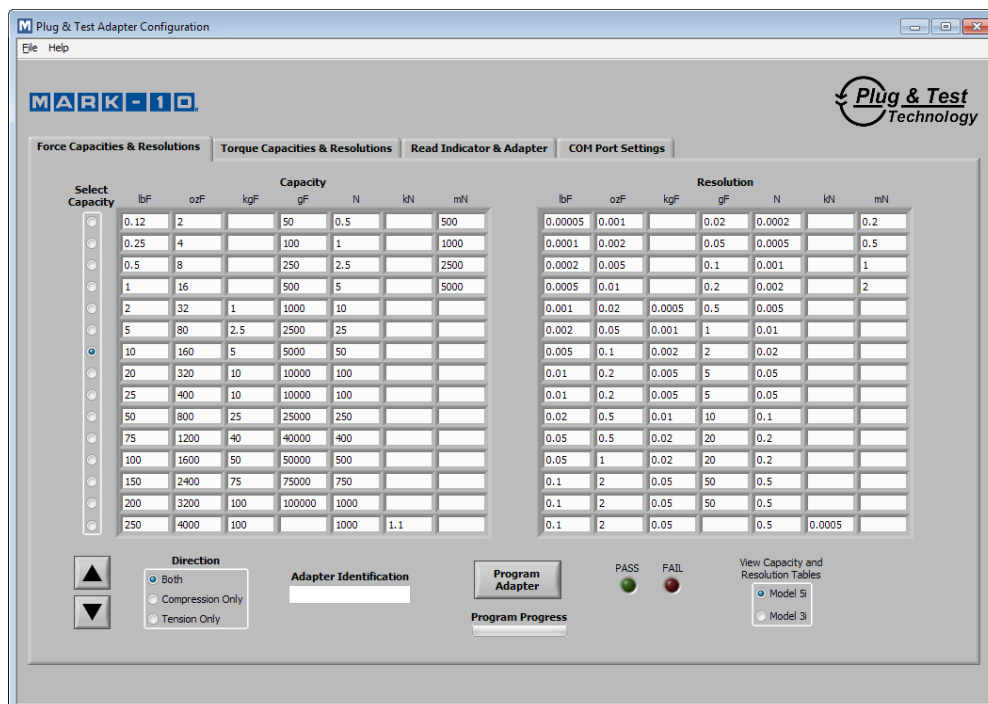 Plug & Test Adapter Configuration
File Help
MARK-10
Plug & Test
Technology
Force Capacities & Resolutions Torque Capacities & Resolutions Read Indicator & Adapter COM Port Settings
Capacity Resolution
Select
Capacity lbF ozF kgF gF N kN mN lbF ozF kgF gF N kN mN
0.12 2 50 0.5 500 0.00005 0.001 0.02 0.0002 0.2
0.25 4 100 1 1000 0.0001 0.002 0.05 0.0005 0.5
0.5 8 250 2.5 2500 0.0002 0.005 0.1 0.001 1
1 16 500 5 5000 0.0005 0.01 0.2 0.002 2
2 32 1 1000 10 0.001 0.02 0.0005 0.5 0.005
5 80 2.5 2500 25 0.002 0.05 0.001 1 0.01
10 160 5 5000 50 0.005 0.1 0.002 2 0.02
20 320 10 10000 100 0.01 0.2 0.005 5 0.05
25 400 10 10000 100 0.01 0.2 0.005 5 0.05
50 800 25 25000 250 0.02 0.5 0.01 10 0.1
75 1200 40 40000 400 0.05 0.5 0.02 20 0.2
100 1600 50 50000 500 0.05 1 0.02 20 0.2
150 2400 75 75000 750 0.1 2 0.05 50 0.5
200 3200 100 100000 1000 0.1 2 0.05 50 0.5
250 4000 100 1000 1.1 0.1 2 0.05 0.5 0.0005
Direction
Both
Compression Only
Tension Only
Adapter Identification
Program
Adapter
Program Progress
PASS FAIL
View Capacity and
Resolution Tables
Model 5i
Model 3i